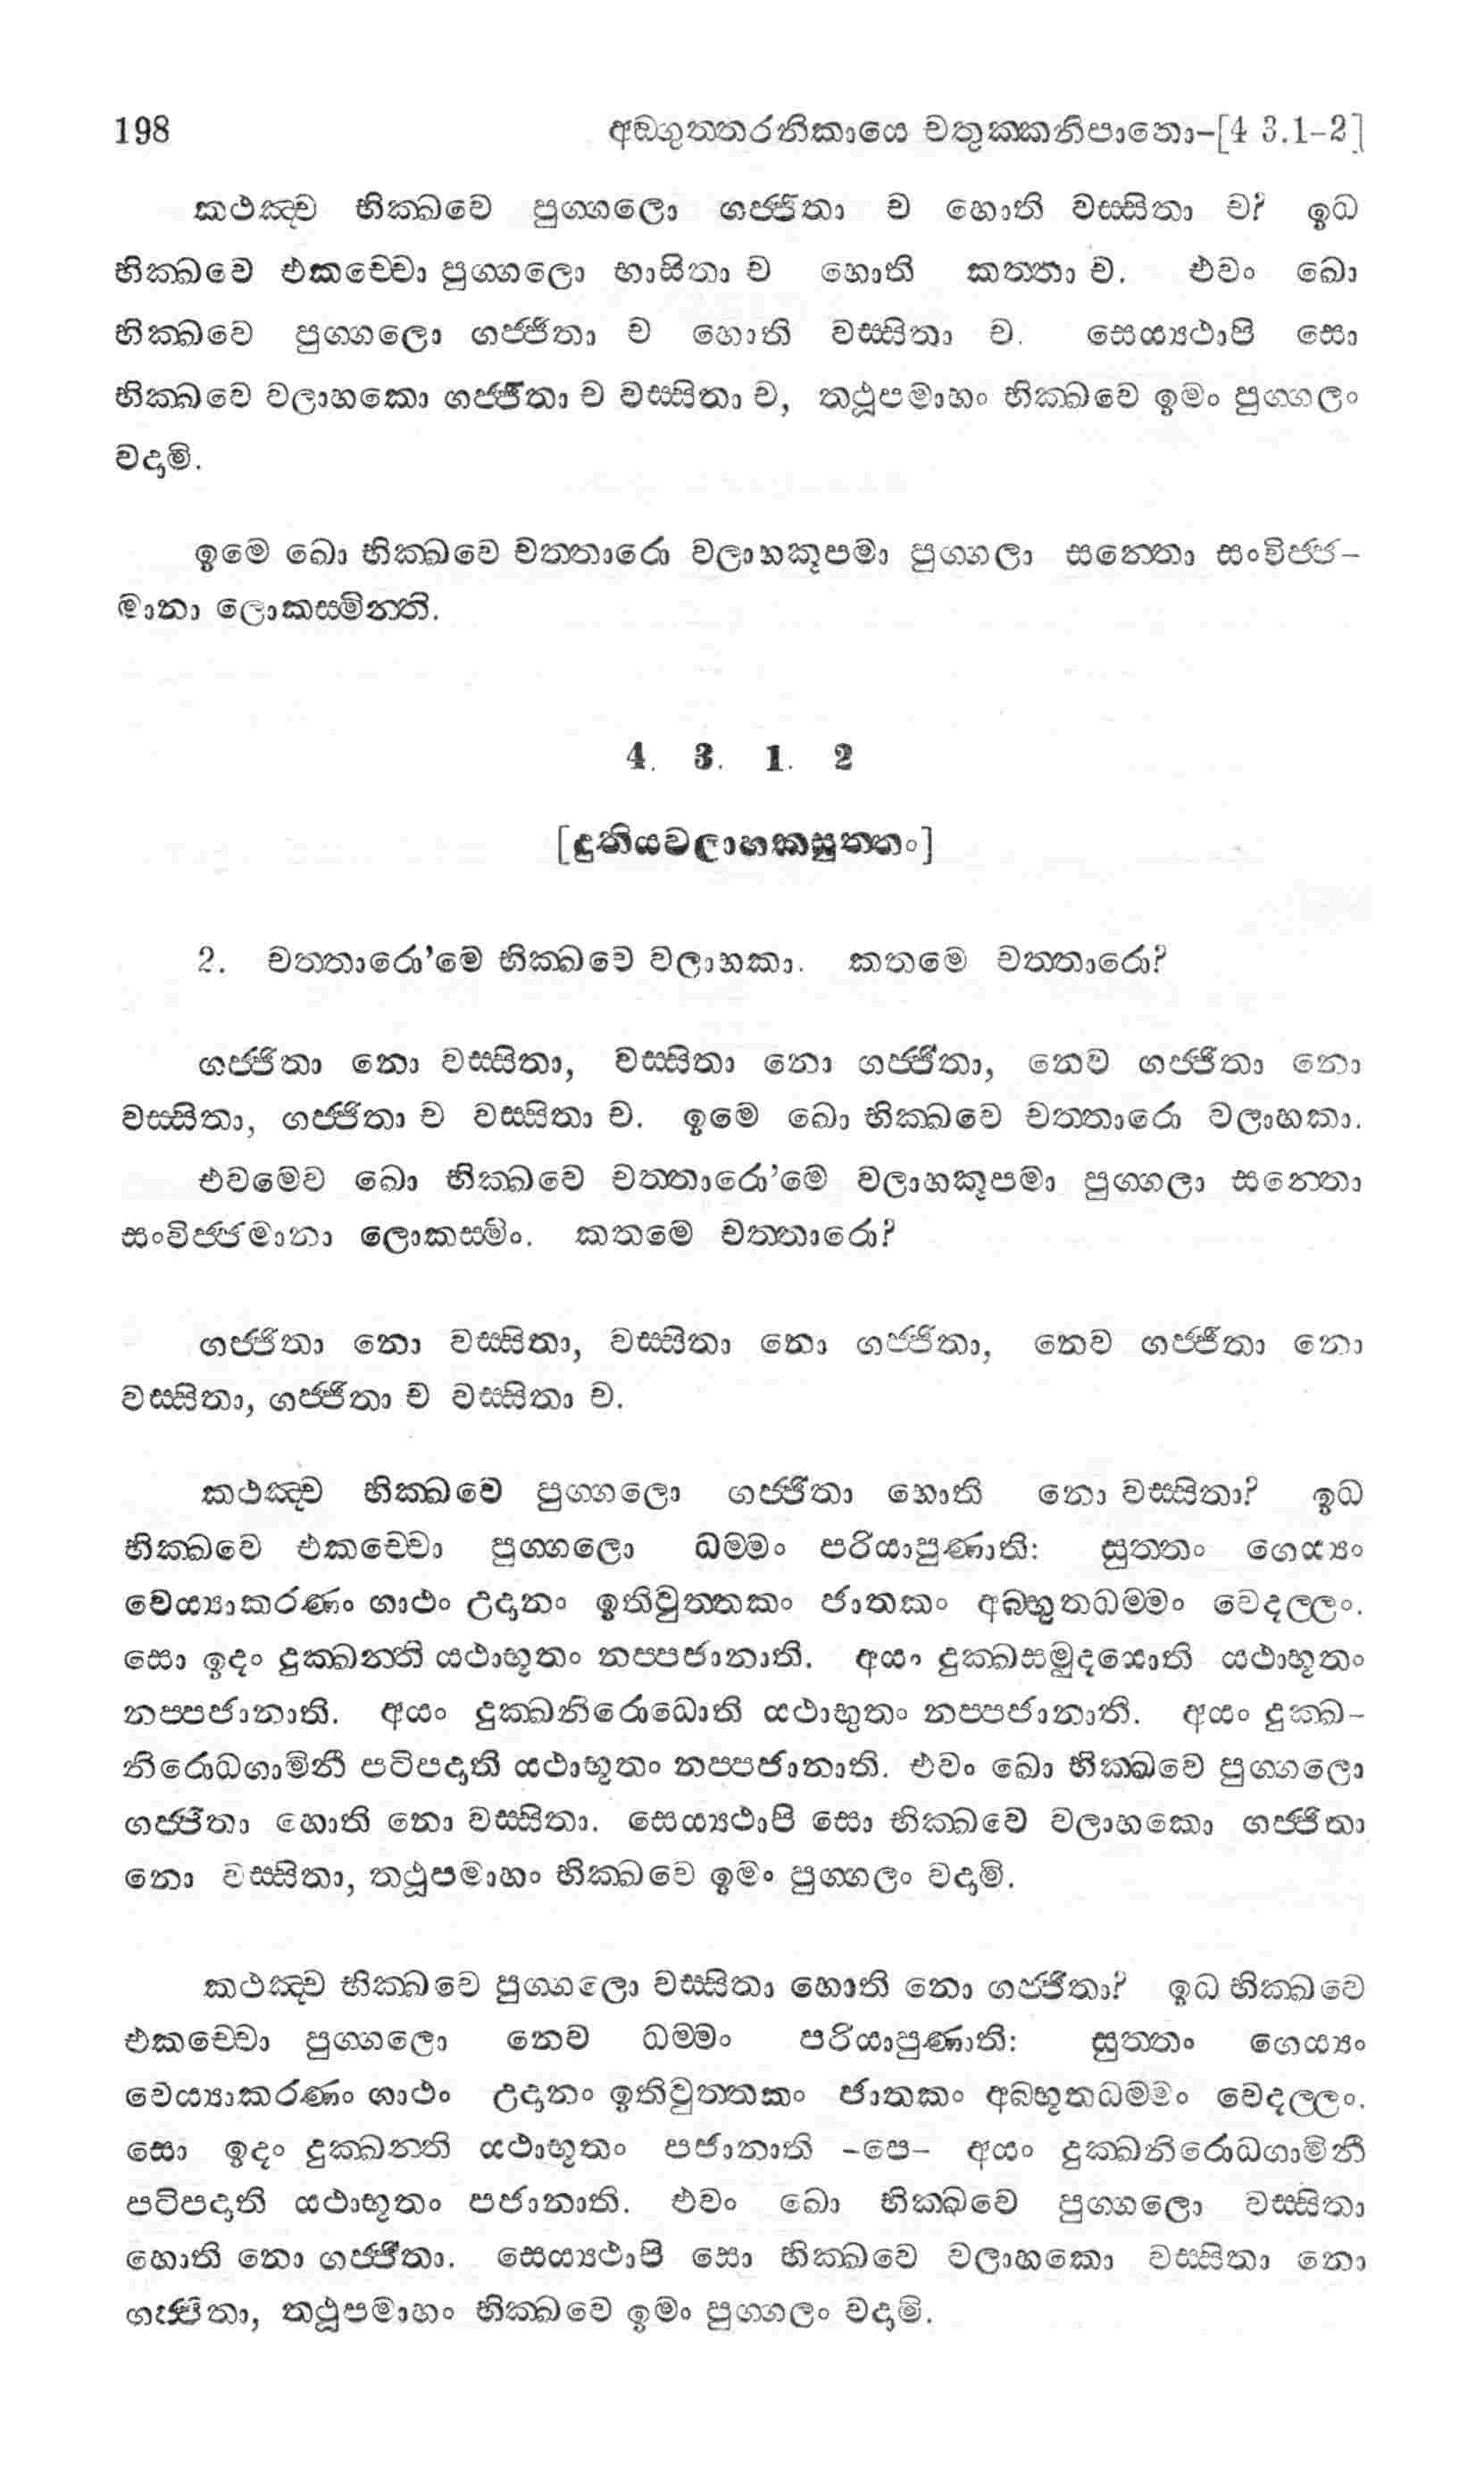 198 අඞ්ගුත්තරනිකායෙ චතුක්කනිපාතො–[4 3.1–2]
කථඤ්ච භික්ඛවෙ පුග්ගලො ගජ්ජිතා ච හොති වස්සිතා ච? ඉධ
භික්ඛවෙ එකච්චො පුග්ගලො භාසිතා ච හොති කත්තා ච. එවං ඛො
භික්ඛවෙ පුග්ගලො ගජ්ජිතා ච හොති වස්සිතා ච. සෙය්‍යථාපි සො
භික්ඛවෙ වලාහකො ගජ්ජිතා ච වස්සිතා ච, තථූපමාහං භික්ඛවෙ ඉමං පුග්ගලං
වදාමි.
ඉමෙ ඛො භික්ඛවෙ චත්තාරො වලාහකූපමා පුග්ගලා සන්තො සංවිජ්ජ–
මානා ලොකස්මින්ති.
4. 3. 1. 2
[දුතියවලාහකසුත්තං]
2. චත්තාරො’මෙ භික්ඛවෙ වලාහකා. කතමෙ චත්තාරො?
ගජ්ජිතා නො වස්සිතා, වස්සිතා නො ගජ්ජිතා, නෙව ගජ්ජිතා නො
වස්සිතා, ගජ්ජිතා ච වස්සිතා ච. ඉමෙ ඛො භික්ඛවෙ චත්තාරො වලාහකා.
එවමෙව ඛො භික්ඛවෙ චත්තාරො’මෙ වලාහකූපමා පුග්ගලා සන්තො
සංවිජ්ජමානා ලොකස්මිං. කතමෙ චත්තාරො?
ගජ්ජිතා නො වස්සිතා, වස්සිතා නො ගජ්ජිතා, නෙව ගජ්ජිතා නො
වස්සිතා, ගජ්ජිතා ච වස්සිතා ච.
කථඤ්ච භික්ඛවෙ පුග්ගලො ගජ්ජිතා හොති නො වස්සිතා? ඉධ
භික්ඛවෙ එකච්චො පුග්ගලො ධම්මං පරියාපුණාති: සුත්තං ගෙය්‍යං
වෙය්‍යාකරණං ගාථං උදානං ඉතිවුත්තකං ජාතකං අබ්භුතධම්මං වෙදල්ලං.
සො ඉදං දුක්ඛන්ති යථාභූතං නප්පජානාති. අයං දුක්ඛසමුදයොති යථාභූතං
නප්පජානාති. අයං දුක්ඛනිරොධොති යථාභූතං නප්පජානාති. අයං දුක්ඛ–
නිරොධගාමිනී පටිපදාති යථාභූතං නප්පජානාති. එවං ඛො භික්ඛවෙ පුග්ගලො
ගජ්ජිතා හොති නො වස්සිතා. සෙය්‍යථාපි සො භික්ඛවෙ වලාහකො ගජ්ජිතා
නො වස්සිතා, තථූපමාහං භික්ඛවෙ ඉමං පුග්ගලං වදාමි.
කථඤ්ච භික්ඛවෙ පුග්ගලො වස්සිතා හොති නො ගජ්ජිතා? ඉධ භික්ඛවෙ
එකච්චො පුග්ගලො නෙව ධම්මං පරියාපුණාති: සුත්තං ගෙය්‍යං
වෙය්‍යාකරණං ගාථං උදානං ඉතිවුත්තකං ජාතකං අබ්භූතධම්මං වෙදල්ලං.
සො ඉදං දුක්ඛන්ති යථාභූතං පජානාති –පෙ– අයං දුක්ඛනිරොධගාමිනී
පටිපදාති යථාභූතං පජානාති. එවං ඛො භික්ඛවෙ පුග්ගලො වස්සිතා
හොති නො ගජ්ජිතා. සෙය්‍යථාපි සො භික්ඛවෙ වලාහකො වස්සිතා නො
ගජ්ජිතා, තථූපමාහං භික්ඛවෙ ඉමං පුග්ගලං වදාමි.